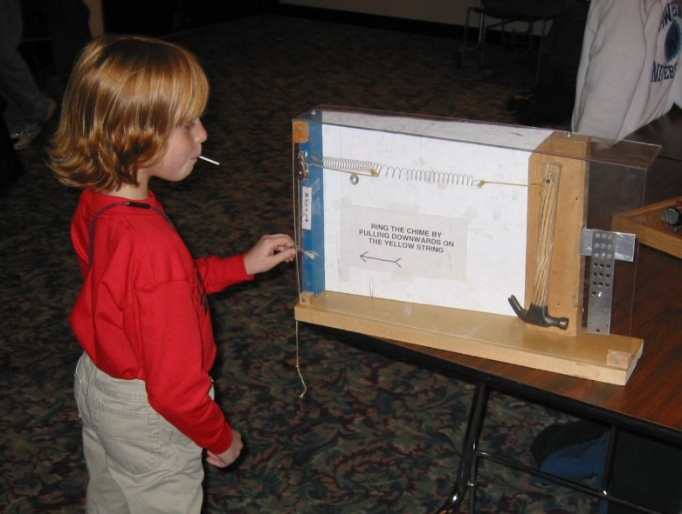 RING THE CHIME BY
PULLING DOWNWARDS ON
THE YELLOW STRING